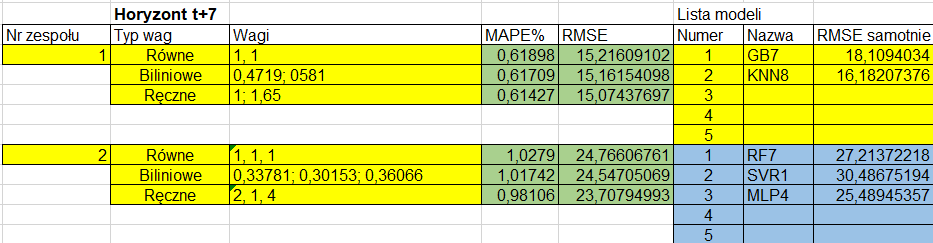 Horyzont t+7 Lista modeli
Nr zespołu Typ wag Wagi MAPE% RMSE Numer Nazwa RMSE samotnie
1 Równe 1, 1 0,61898 15,21609102 1 GB7 18,1094034
Biliniowe 0,4719; 0581 0,61709 15,16154098 2 KNN8 16,18207376
Ręczne 1; 1,65 0,61427 15,07437697 3
4
5
2 Równe 1, 1, 1 1,0279 24,76606761 1 RF7 27,21372218
Biliniowe 0,33781; 0,30153; 0,36066 1,01742 24,54705069 2 SVR1 30,48675194
Ręczne 2, 1, 4 0,98106 23,70794993 3 MLP4 25,48945357
4
5